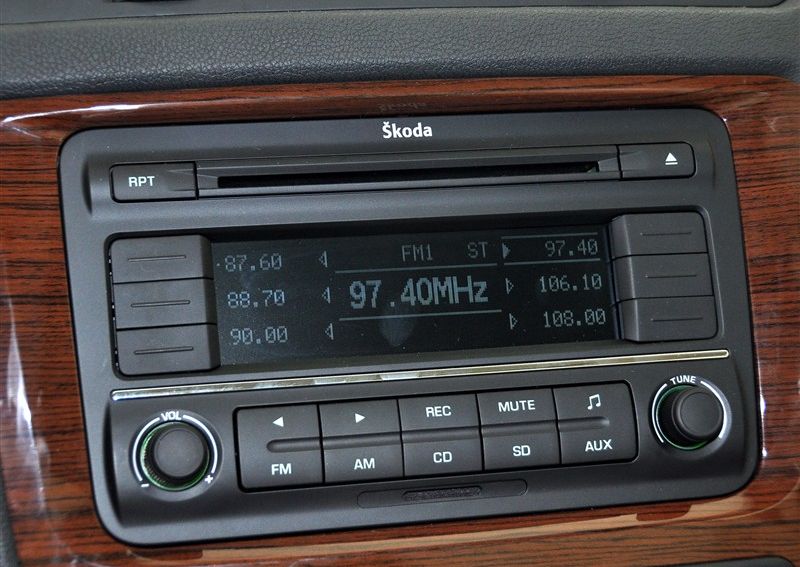 Škoda
RPT
FM1 ST
87.60 97.40
88.70 97.40MHz 106.10
90.00 108.00
VOL
TUNE
REC MUTE
FM AM CD SD AUX
- +